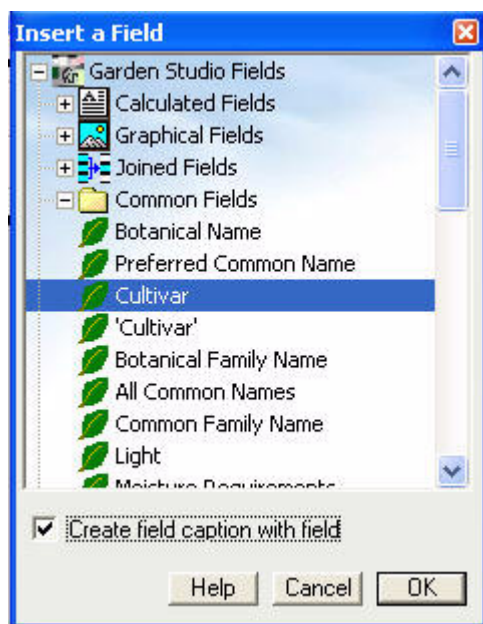 Insert a Field
Garden Studio Fields
Calculated Fields
Graphical Fields
Joined Fields
Common Fields
Botanical Name
Preferred Common Name
Cultivar
'Cultivar'
Botanical Family Name
All Common Names
Common Family Name
Light
Moisture Requirements
Create field caption with field
Help Cancel OK